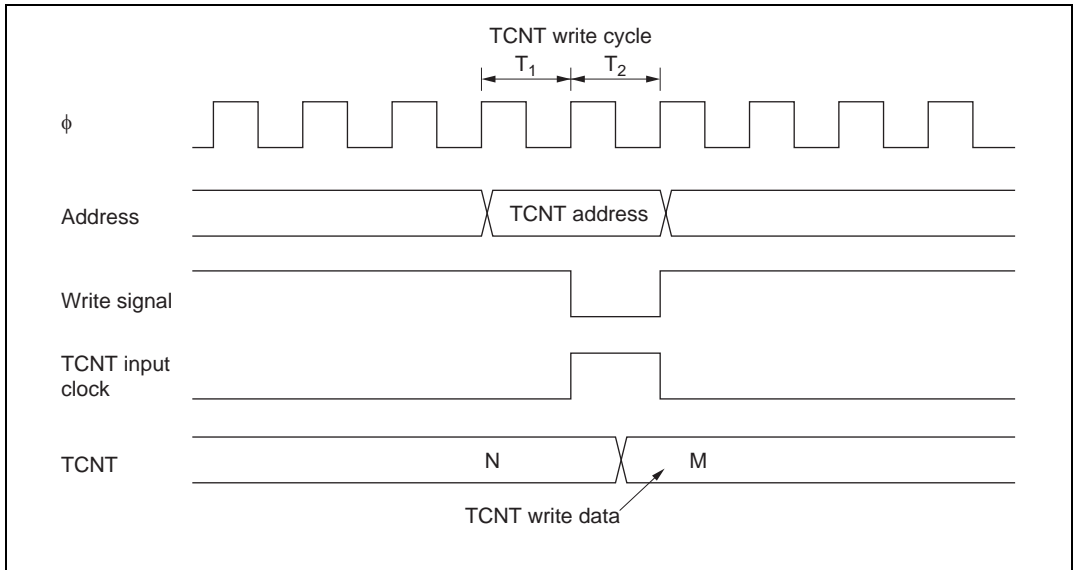 TCNT write cycle
T1 T2
ϕ
Address
TCNT address
Write signal
TCNT input
clock
TCNT
N
M
TCNT write data